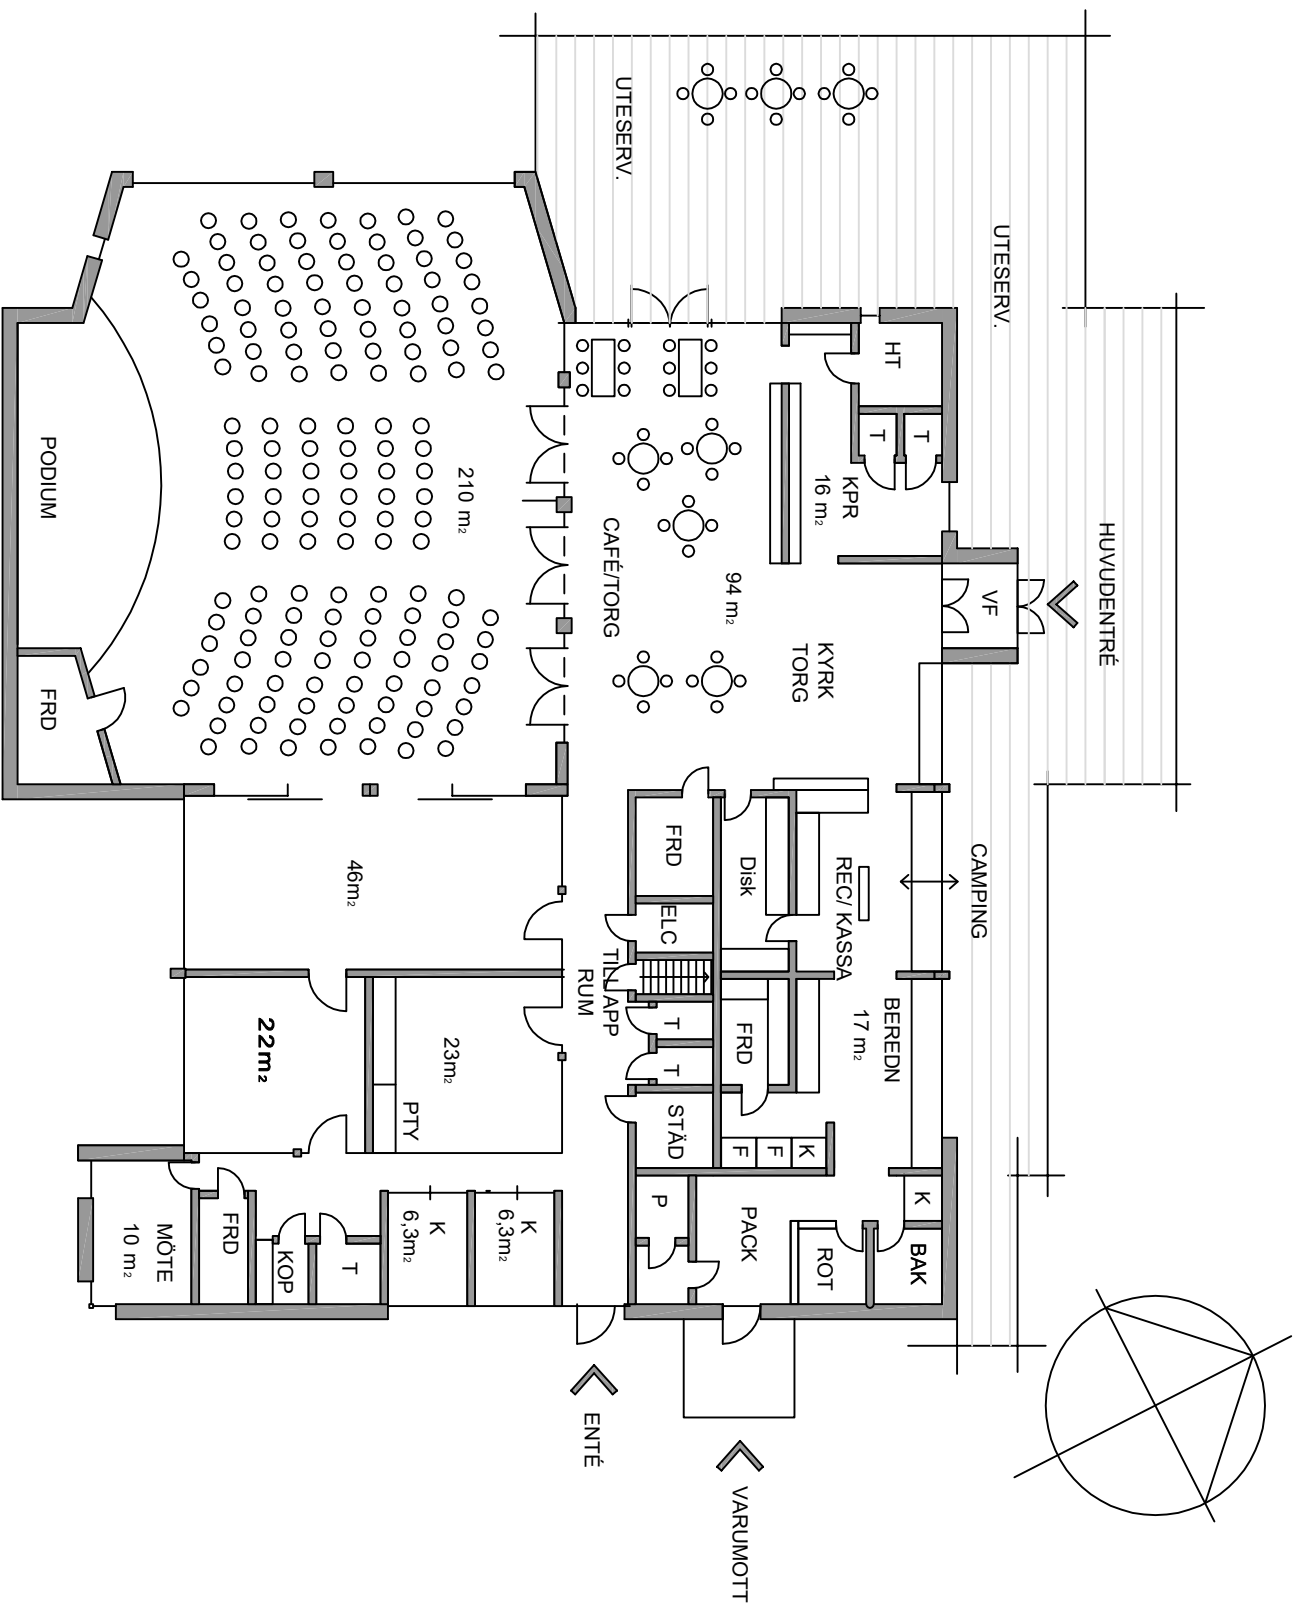 UTESERV.
UTESERV.
HUVUDENTRÉ
HT
T
T
KPR
16 m2
VF
PODIUM
210 m2
CAFÉ/TORG
94 m2
KYRK
TORG
FRD
CAMPING
46m2
FRD
Disk
REC/ KASSA
ELC
TILL APP
RUM
BEREDN
17 m2
22m2
23m2
PTY
T
T
FRD
STÄD
F
F
K
K
P
PACK
ROT
BAK
MÖTE
10 m2
FRD
KOP
T
K
6,3m2
K
6,3m2
ENTÉ
VARUMOTT